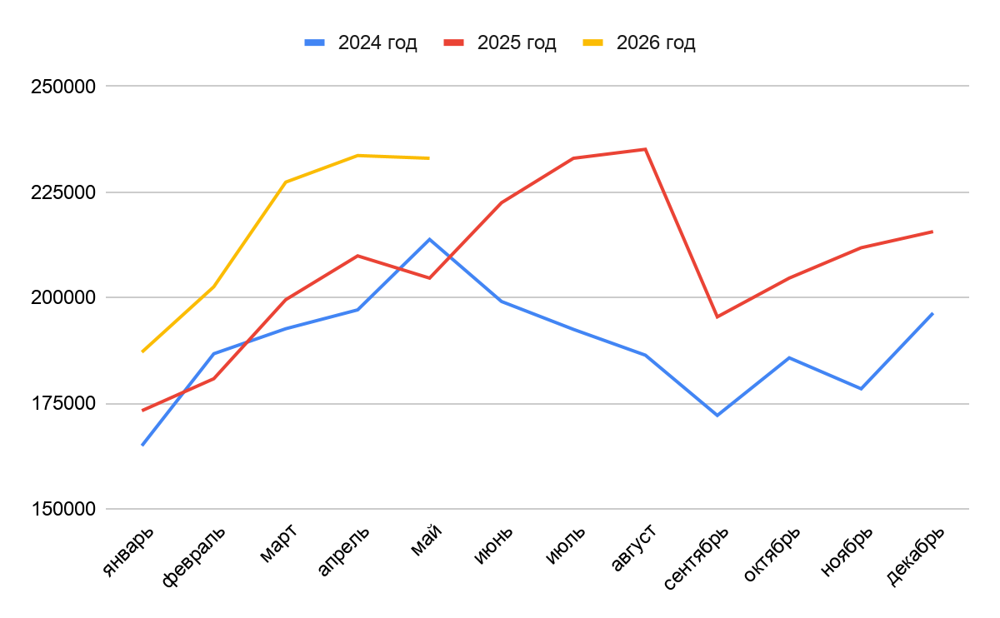 2024 год 2025 год 2026 год
250000
225000
200000
175000
150000
январь февраль март апрель май июнь июль август сентябрь октябрь ноябрь декабрь